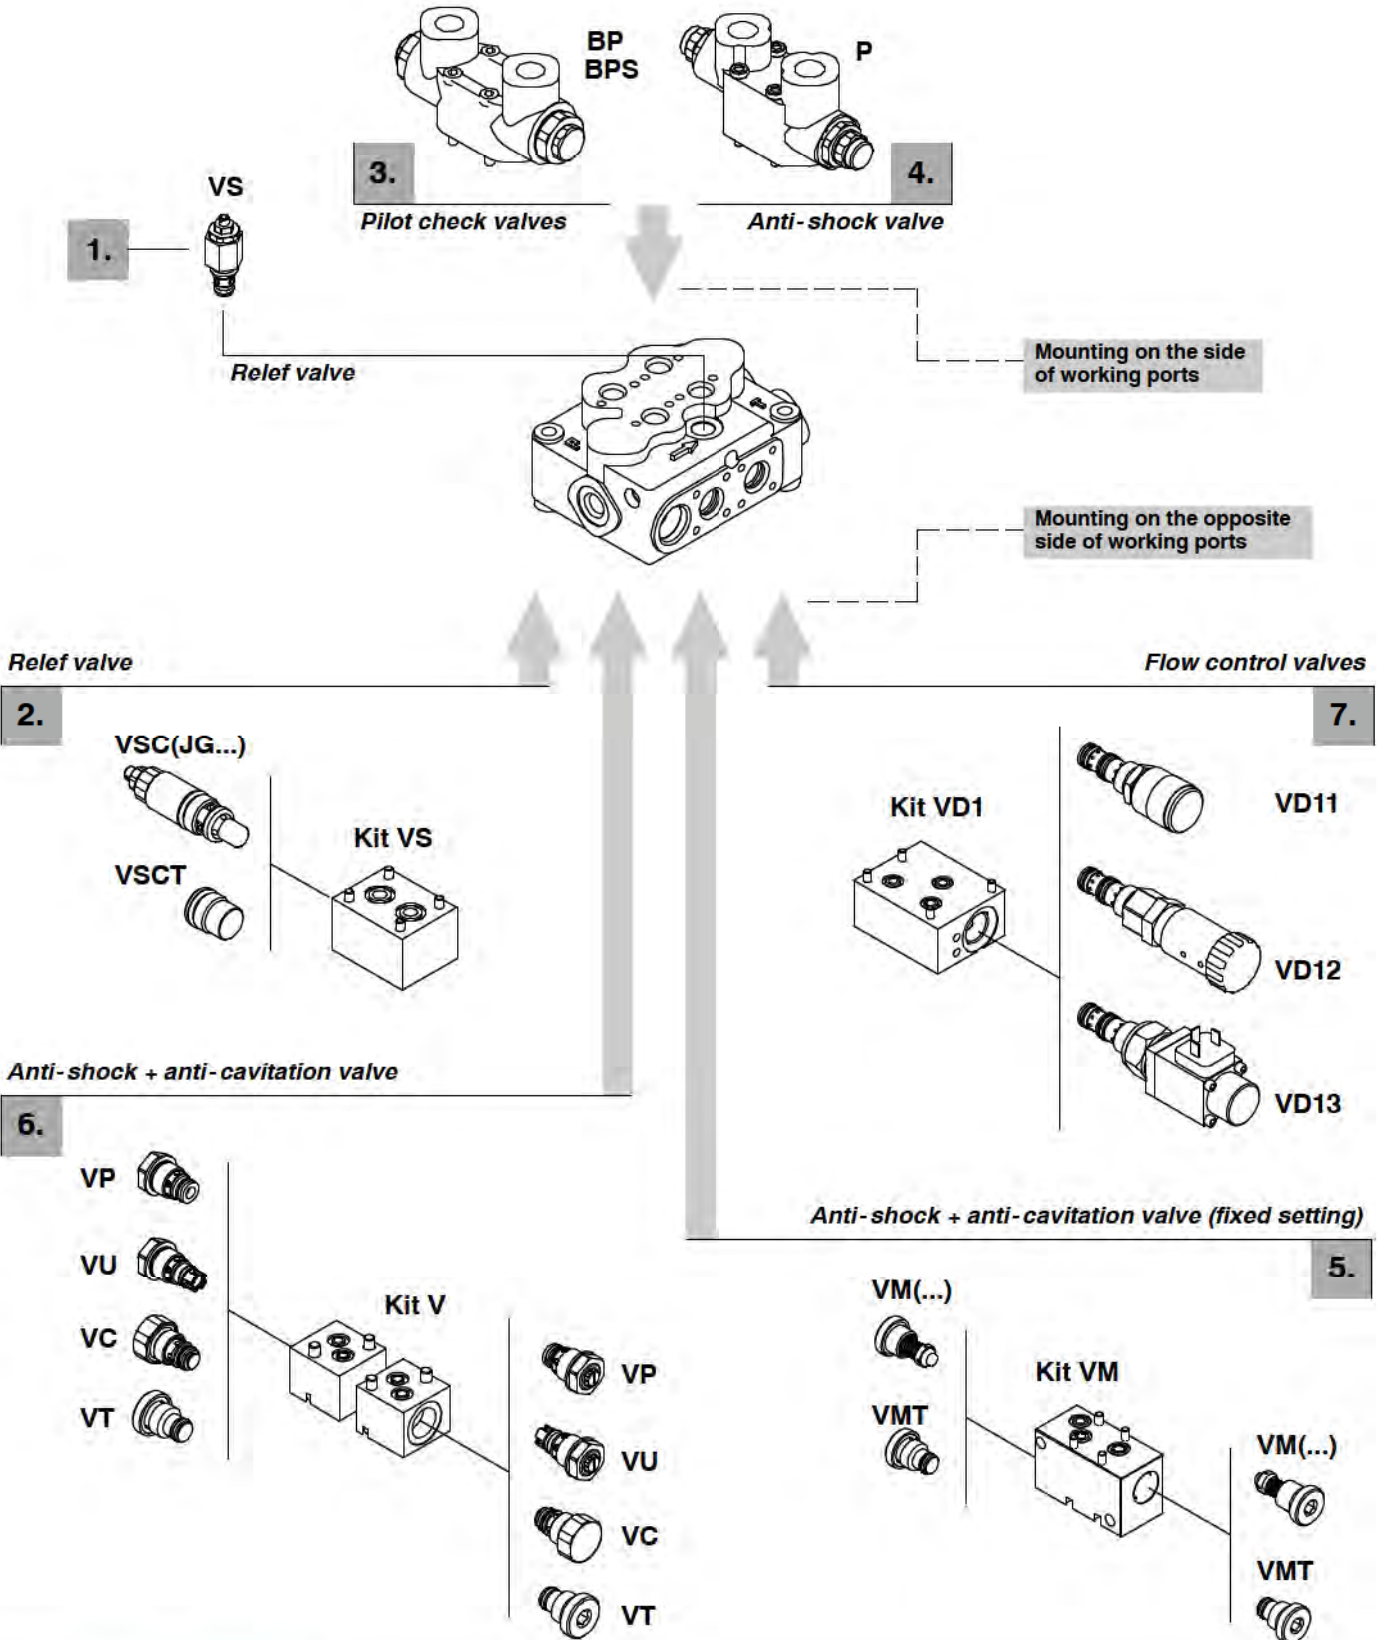 BP
BPS
P
3.
4.
VS
Pilot check valves
Anti-shock valve
1.
Relef valve
Mounting on the side
of working ports
Mounting on the opposite
side of working ports
Relef valve
Flow control valves
2.
7.
VSC(JG...)
Kit VS
VSCT
Kit VD1
VD11
VD12
VD13
Anti-shock + anti-cavitation valve
6.
VP
VU
VC
VT
Kit V
VP
VU
VC
VT
Anti-shock + anti-cavitation valve (fixed setting)
5.
VM(...)
VMT
Kit VM
VM(...)
VMT